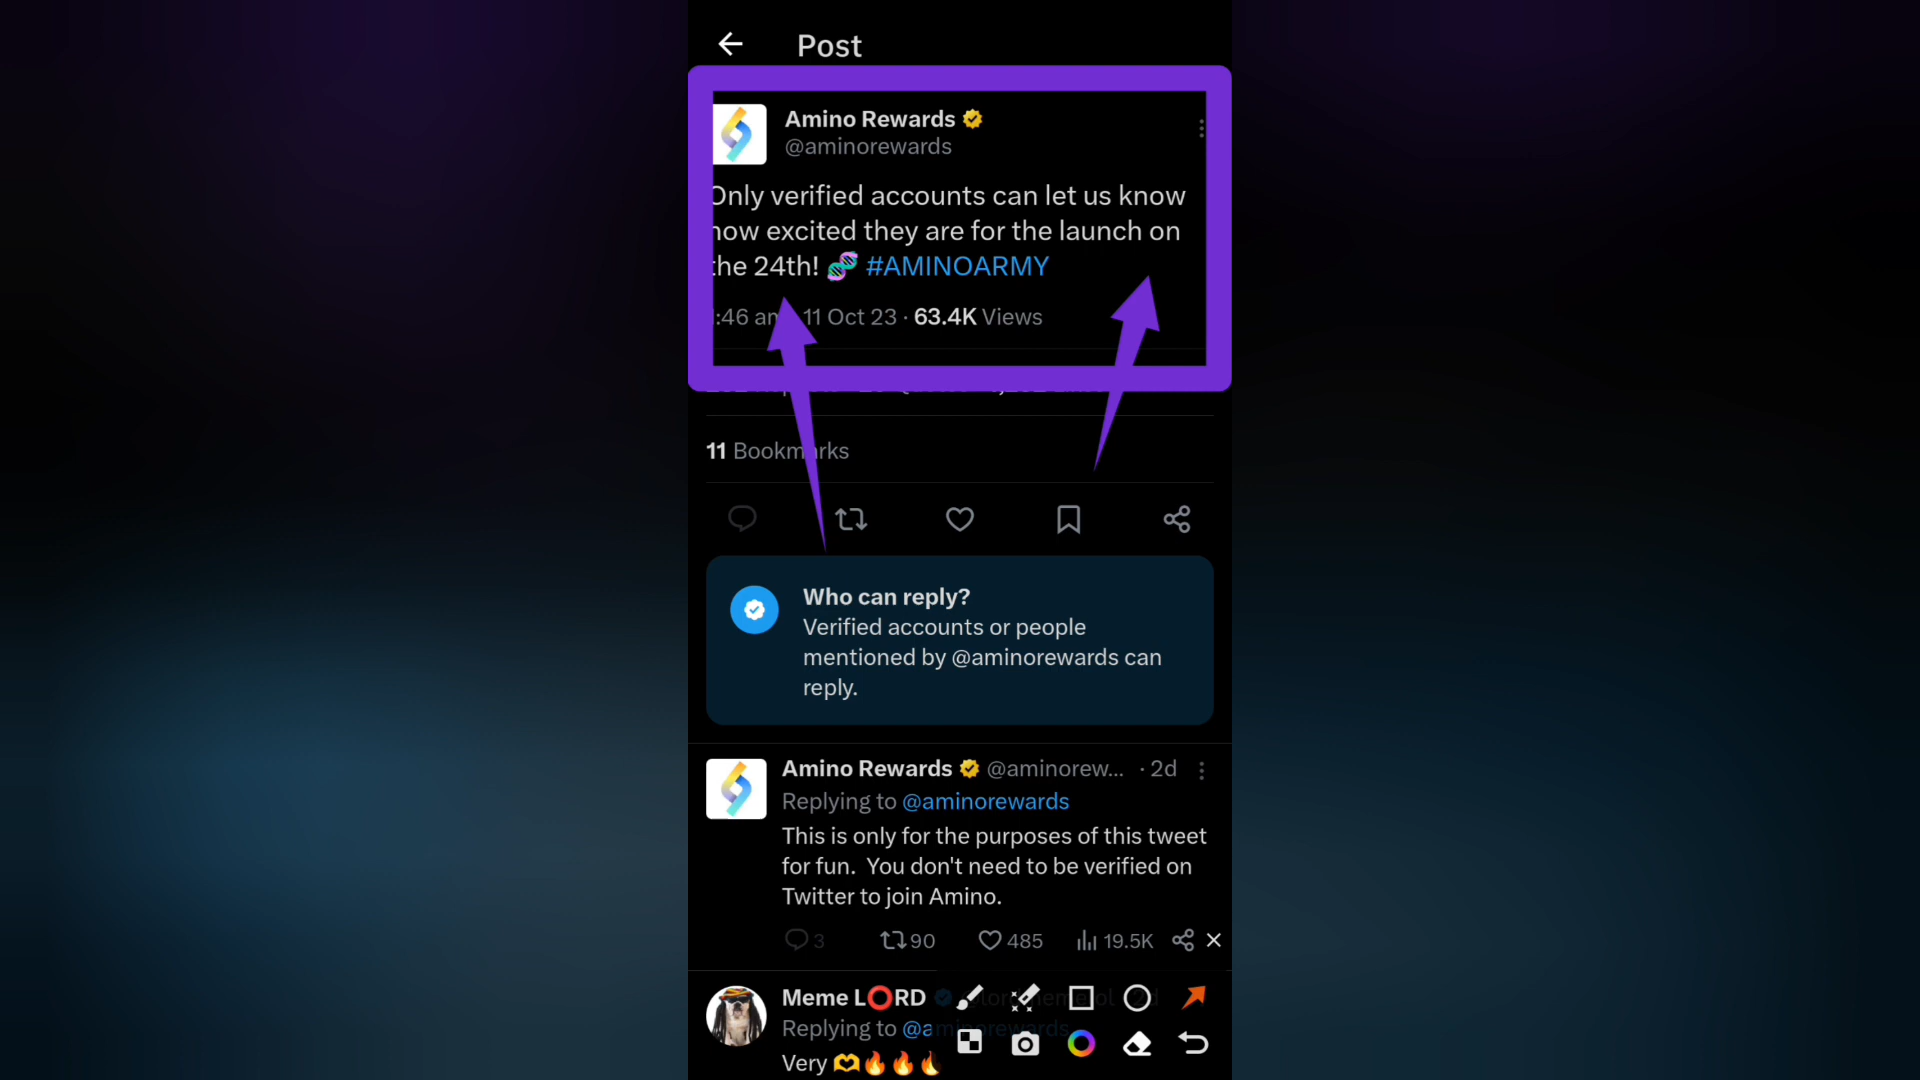 Post
Amino Rewards
@aminorewards
Only verified accounts can let us know
how excited they are for the launch on
the 24th! 🧬 #AMINOARMY
:46 am 11 Oct 23 · 63.4K Views
11 Bookmarks
Who can reply?
Verified accounts or people
mentioned by @aminorewards can
reply.
Amino Rewards @aminorew... · 2d
Replying to @aminorewards
This is only for the purposes of this tweet
for fun. You don't need to be verified on
Twitter to join Amino.
3 90 485 19.5K
Meme L⭕RD
Replying to @aminorewards
Very 🫶🔥🔥🔥